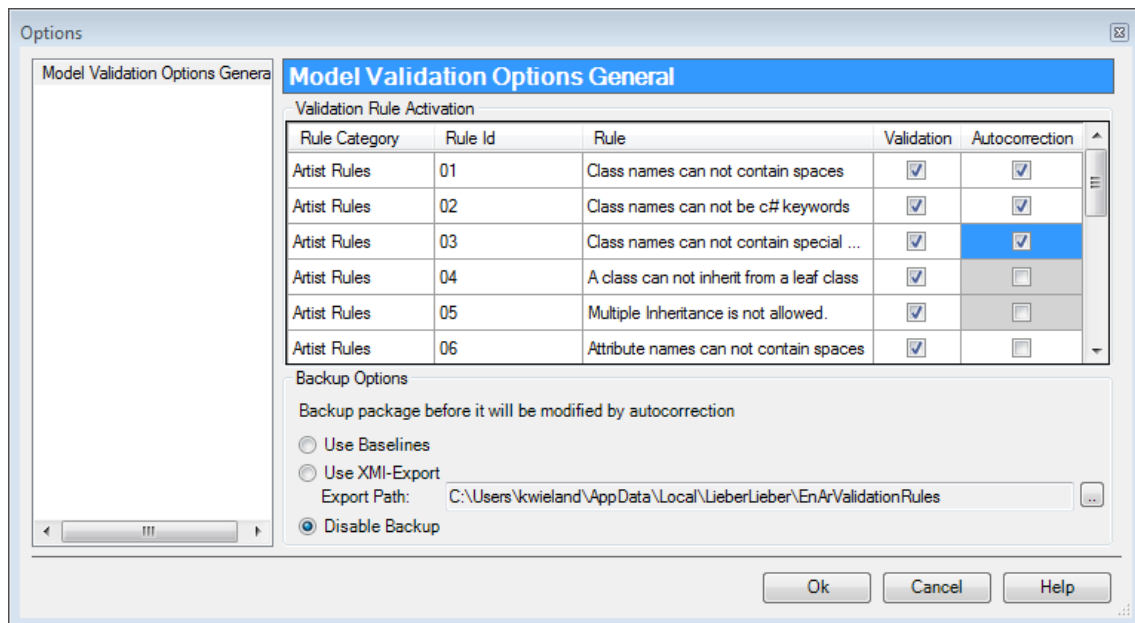 Options
Model Validation Options Genera
Model Validation Options General
Validation Rule Activation
Rule Category Rule Id Rule Validation Autocorrection
Artist Rules 01 Class names can not contain spaces
Artist Rules 02 Class names can not be c# keywords
Artist Rules 03 Class names can not contain special ...
Artist Rules 04 A class can not inherit from a leaf class
Artist Rules 05 Multiple Inheritance is not allowed.
Artist Rules 06 Attribute names can not contain spaces
Backup Options
Backup package before it will be modified by autocorrection
Use Baselines
Use XMI-Export
Export Path: C:\Users\kwieland\AppData\Local\LieberLieber\EnArValidationRules ..
Disable Backup
Ok Cancel Help